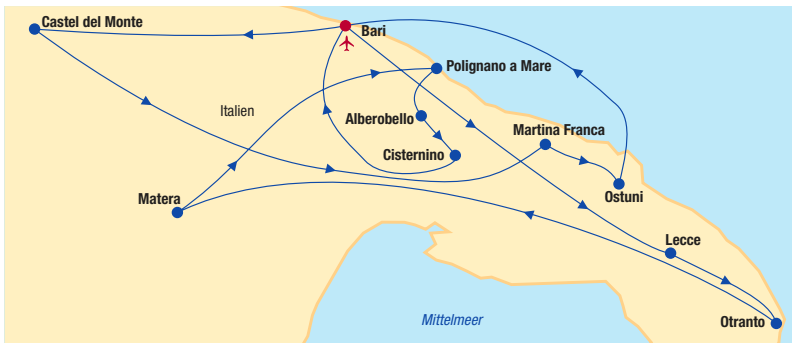 Castel del Monte
Bari
Polignano a Mare
Italien
Alberobello
Martina Franca
Cisternino
Matera
Ostuni
Lecce
Mittelmeer
Otranto